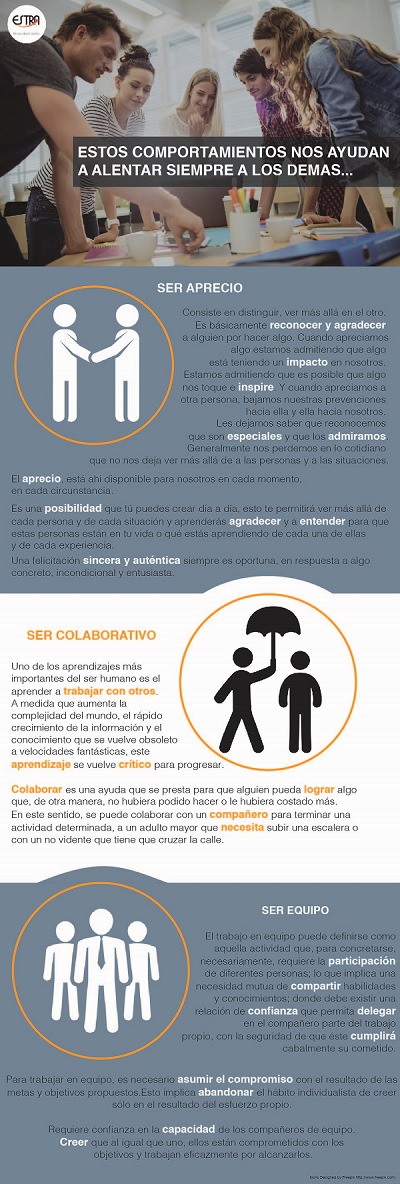 ESTRA
ESTOS COMPORTAMIENTOS NOS AYUDAN
A ALENTAR SIEMPRE A LOS DEMAS...
SER APRECIO
Consiste en distinguir, ver más allá en el otro.
Es básicamente reconocer y agradecer
a alguien por hacer algo. Cuando apreciamos
algo estamos admitiendo que algo
está teniendo un impacto en nosotros.
Estamos admitiendo que es posible que algo
nos toque e inspire. Y cuando apreciamos a
otra persona, bajamos nuestras prevenciones
hacia ella y ella hacia nosotros.
Les dejamos saber que reconocemos
que son especiales y que los admiramos.
Generalmente nos perdemos en lo cotidiano
que no nos deja ver más allá de a las personas y a las situaciones.
El aprecio, está ahí disponible para nosotros en cada momento,
en cada circunstancia.
Es una posibilidad que tú puedes crear día a día, esto te permitirá ver más allá de
cada persona y de cada situación y aprenderás agradecer y a entender para que
estas personas están en tu vida o qué estás aprendiendo de cada una de ellas
y de cada experiencia.
Una felicitación sincera y auténtica siempre es oportuna, en respuesta a algo
concreto, incondicional y entusiasta.
SER COLABORATIVO
Uno de los aprendizajes más
importantes del ser humano es el
aprender a trabajar con otros.
A medida que aumenta la
complejidad del mundo, el rápido
crecimiento de la información y el
conocimiento que se vuelve obsoleto
a velocidades fantásticas, este
aprendizaje se vuelve crítico para progresar.
Colaborar es una ayuda que se presta para que alguien pueda lograr algo
que, de otra manera, no hubiera podido hacer o le hubiera costado más.
En este sentido, se puede colaborar con un compañero para terminar una
actividad determinada, a un adulto mayor que necesita subir una escalera o
con un no vidente que tiene que cruzar la calle.
SER EQUIPO
El trabajo en equipo puede definirse como
aquella actividad que, para concretarse,
necesariamente, requiere la participación
de diferentes personas; lo que implica una
necesidad mutua de compartir habilidades
y conocimientos; donde debe existir una
relación de confianza que permita delegar
en el compañero parte del trabajo
propio, con la seguridad de que éste cumplirá
cabalmente su cometido.
Para trabajar en equipo, es necesario asumir el compromiso con el resultado de las
metas y objetivos propuestos.Esto implica abandonar el hábito individualista de creer
sólo en el resultado del esfuerzo propio.
Requiere confianza en la capacidad de los compañeros de equipo,
Creer que al igual que uno, ellos están comprometidos con los
objetivos y trabajan eficazmente por alcanzarlos.